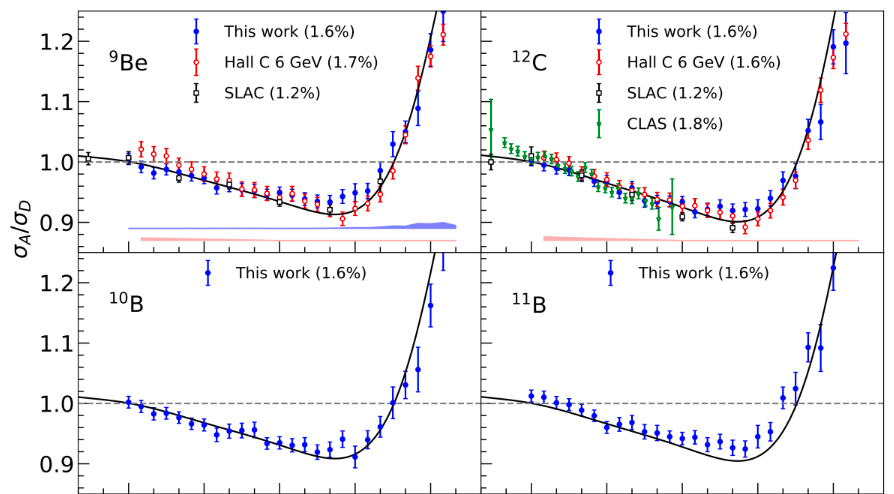 1.2
1.1
1.0
0.9
σ_A/σ_D
⁹Be
This work (1.6%)
Hall C 6 GeV (1.7%)
SLAC (1.2%)
¹²C
This work (1.6%)
Hall C 6 GeV (1.6%)
SLAC (1.2%)
CLAS (1.8%)
1.2
1.1
1.0
0.9
¹⁰B
This work (1.6%)
¹¹B
This work (1.6%)